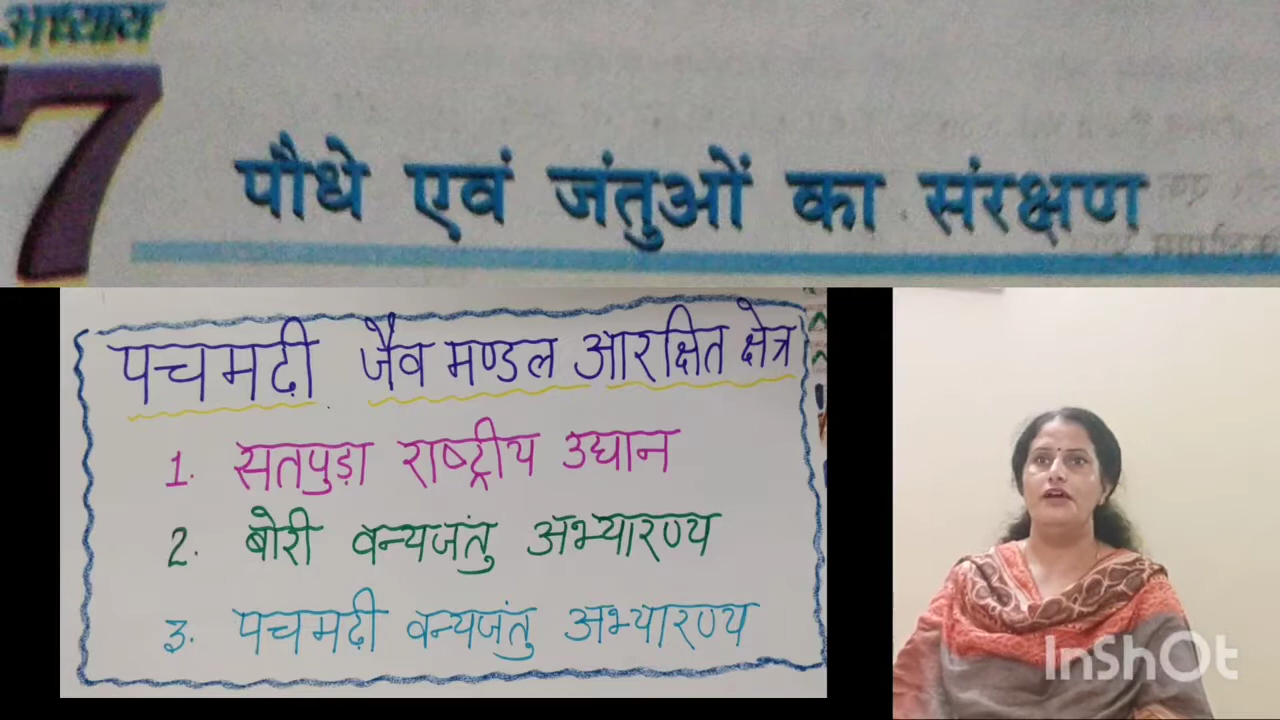 अध्याय
7
पौधे एवं जंतुओं का संरक्षण
पचमढ़ी जैव मण्डल आरक्षित क्षेत्र
1. सतपुड़ा राष्ट्रीय उद्यान
2. बोरी वन्यजंतु अभ्यारण्य
3. पचमढ़ी वन्यजंतु अभ्यारण्य
InShOt